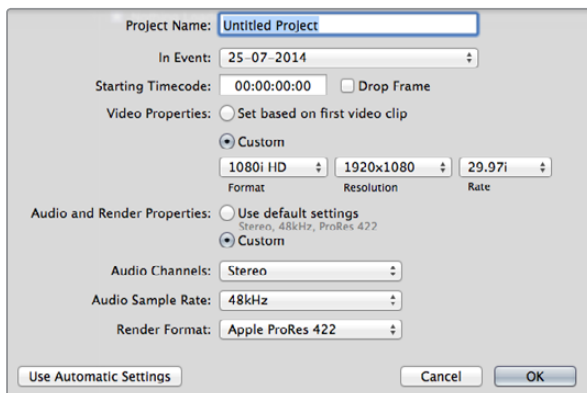 Project Name: Untitled Project
In Event: 25-07-2014
Starting Timecode: 00:00:00:00 Drop Frame
Video Properties: Set based on first video clip
Custom
1080i HD 1920x1080 29.97i
Format Resolution Rate
Audio and Render Properties: Use default settings
Stereo, 48kHz, ProRes 422
Custom
Audio Channels: Stereo
Audio Sample Rate: 48kHz
Render Format: Apple ProRes 422
Use Automatic Settings Cancel OK